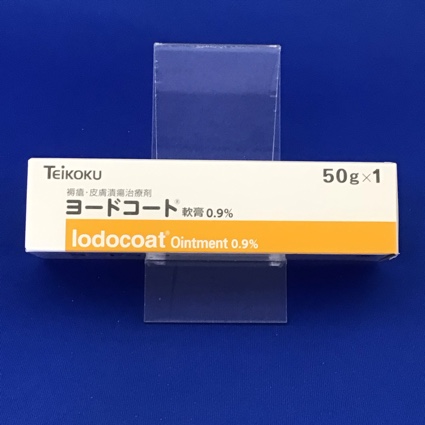 TEIKOKU
50g×1
褥瘡・皮膚潰瘍治療剤
ヨードコート® 軟膏0.9%
Iodocoat® Ointment 0.9%